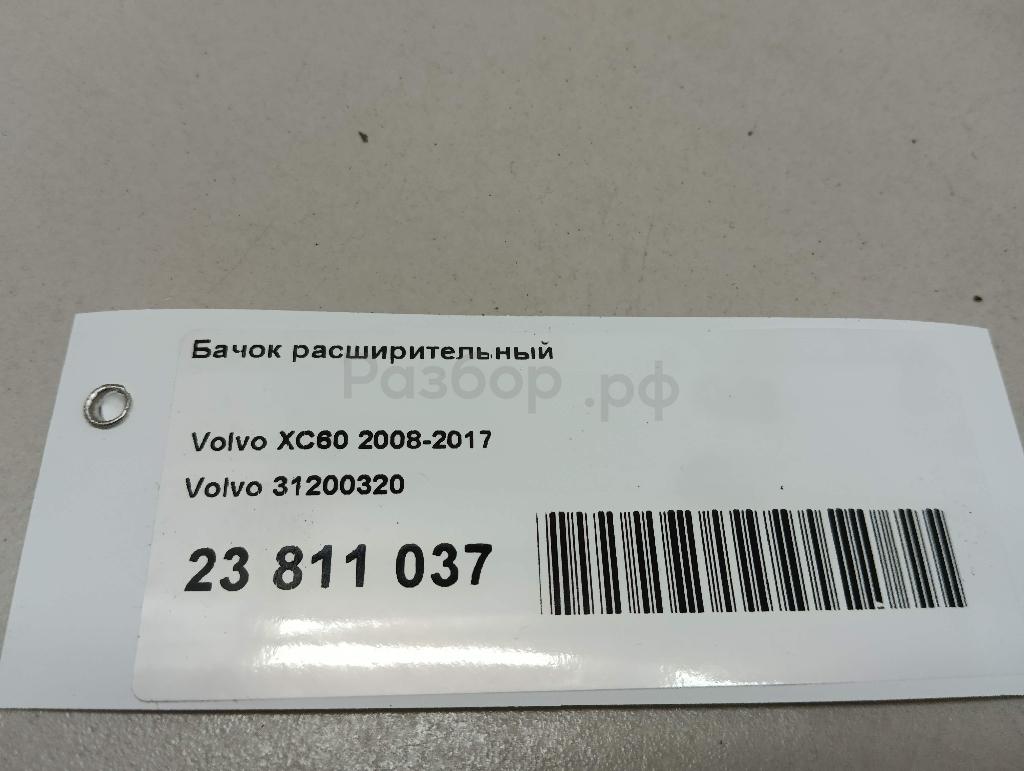 Бачок расширительный
Разбор.рф
Volvo XC60 2008-2017
Volvo 31200320
23 811 037